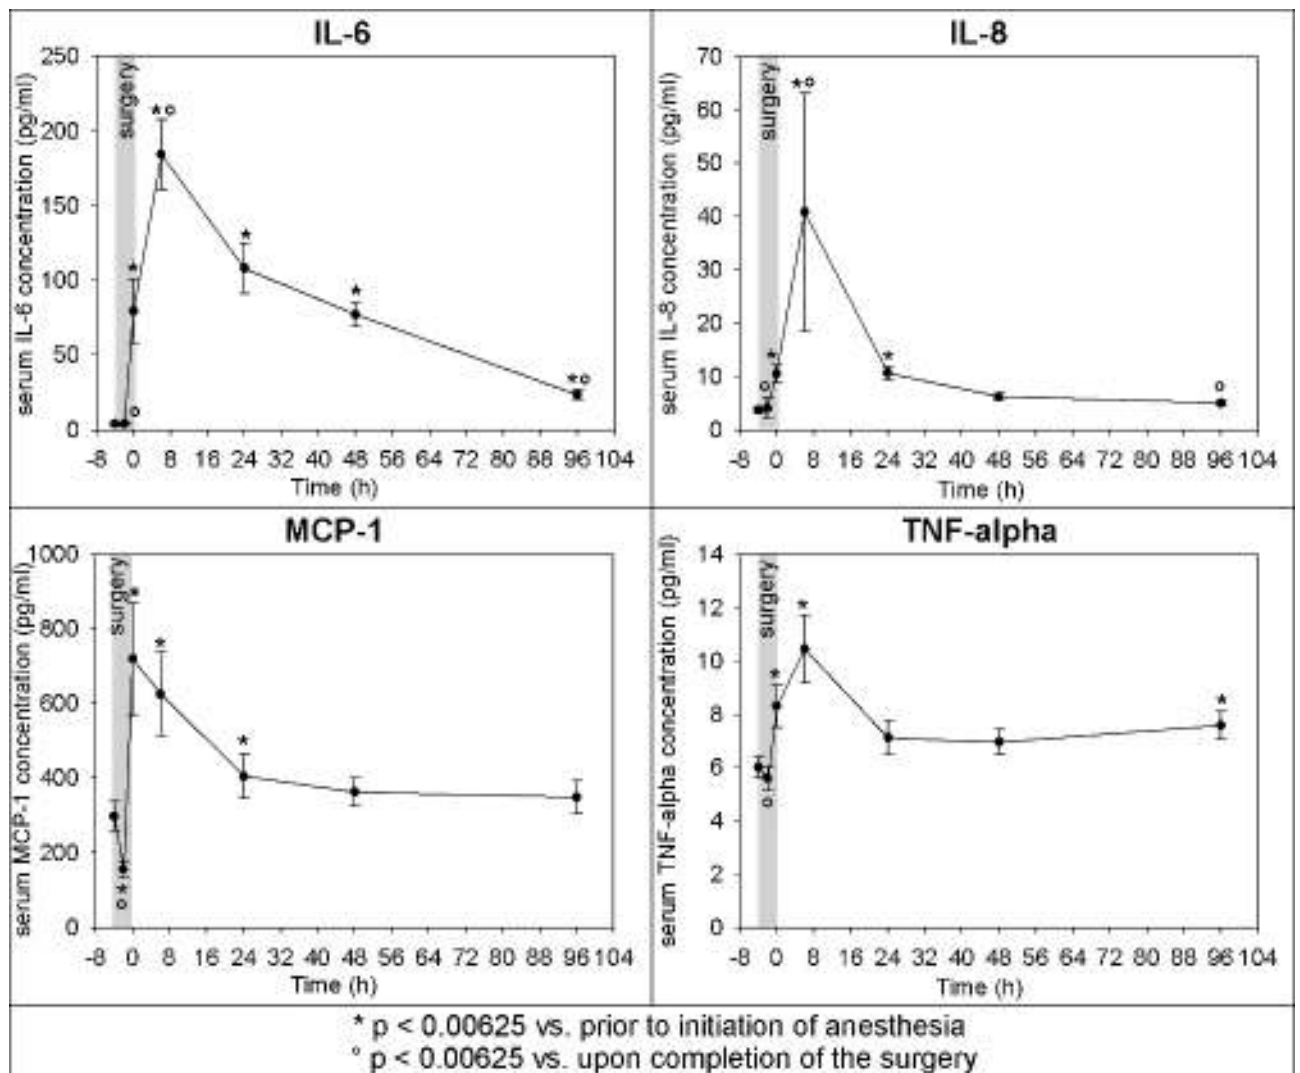 IL-6
serum IL-6 concentration (pg/ml)
250
200
150
100
50
0
surgery
* o
*
*
*
* o
o
-8 0 8 16 24 32 40 48 56 64 72 80 88 96 104
Time (h)
IL-8
serum IL-8 concentration (pg/ml)
70
60
50
40
30
20
10
0
surgery
* o
*
*
o
o
-8 0 8 16 24 32 40 48 56 64 72 80 88 96 104
Time (h)
MCP-1
serum MCP-1 concentration (pg/ml)
1000
800
600
400
200
0
surgery
*
*
*
*
o
-8 0 8 16 24 32 40 48 56 64 72 80 88 96 104
Time (h)
TNF-alpha
serum TNF-alpha concentration (pg/ml)
14
12
10
8
6
4
2
0
surgery
*
*
*
o
-8 0 8 16 24 32 40 48 56 64 72 80 88 96 104
Time (h)
* p < 0.00625 vs. prior to initiation of anesthesia
° p < 0.00625 vs. upon completion of the surgery